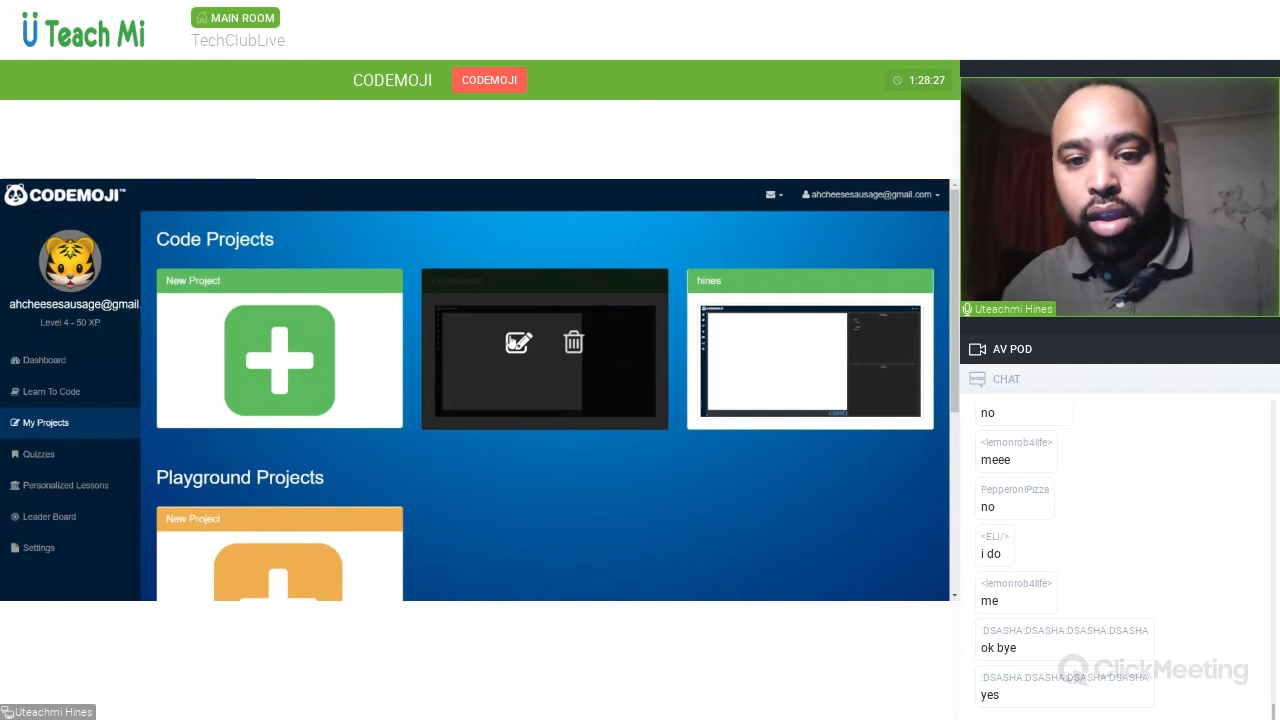 Ü Teach Mi
MAIN ROOM
TechClubLive
CODEMOJI
CODEMOJI
1:28:27
CODEMOJI™
ahcheesesausage@gmail.com
ahcheesesausage@gmail.
Level 4 - 50 XP
Dashboard
Learn To Code
My Projects
Quizzes
Personalized Lessons
Leader Board
Settings
Code Projects
New Project
hines
Playground Projects
New Project
Uteachmi Hines
Uteachmi Hines
AV POD
CHAT
no
<lemonrob4life>
meee
PepperoniPizza
no
<ELI/>
i do
<lemonrob4life>
me
:DSASHA:DSASHA:DSASHA:DSASHA
ok bye
:DSASHA:DSASHA:DSASHA:DSASHA
yes
ClickMeeting